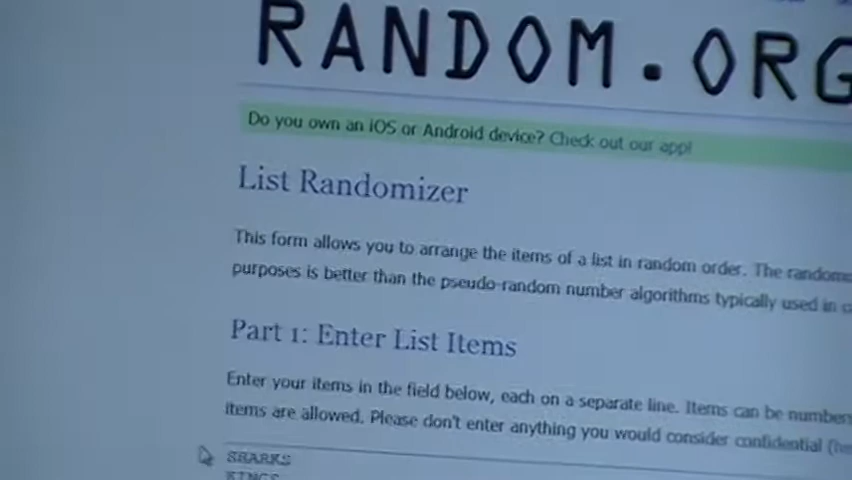 RANDOM.ORG
Do you own an iOS or Android device? Check out our app!
List Randomizer
This form allows you to arrange the items of a list in random order. The
purposes is better than the pseudo-random number algorithms typically used in
Part 1: Enter List Items
Enter your items in the field below, each on a separate line. Items can be
items are allowed. Please don't enter anything you would consider confidential
SHARKS
KINGS